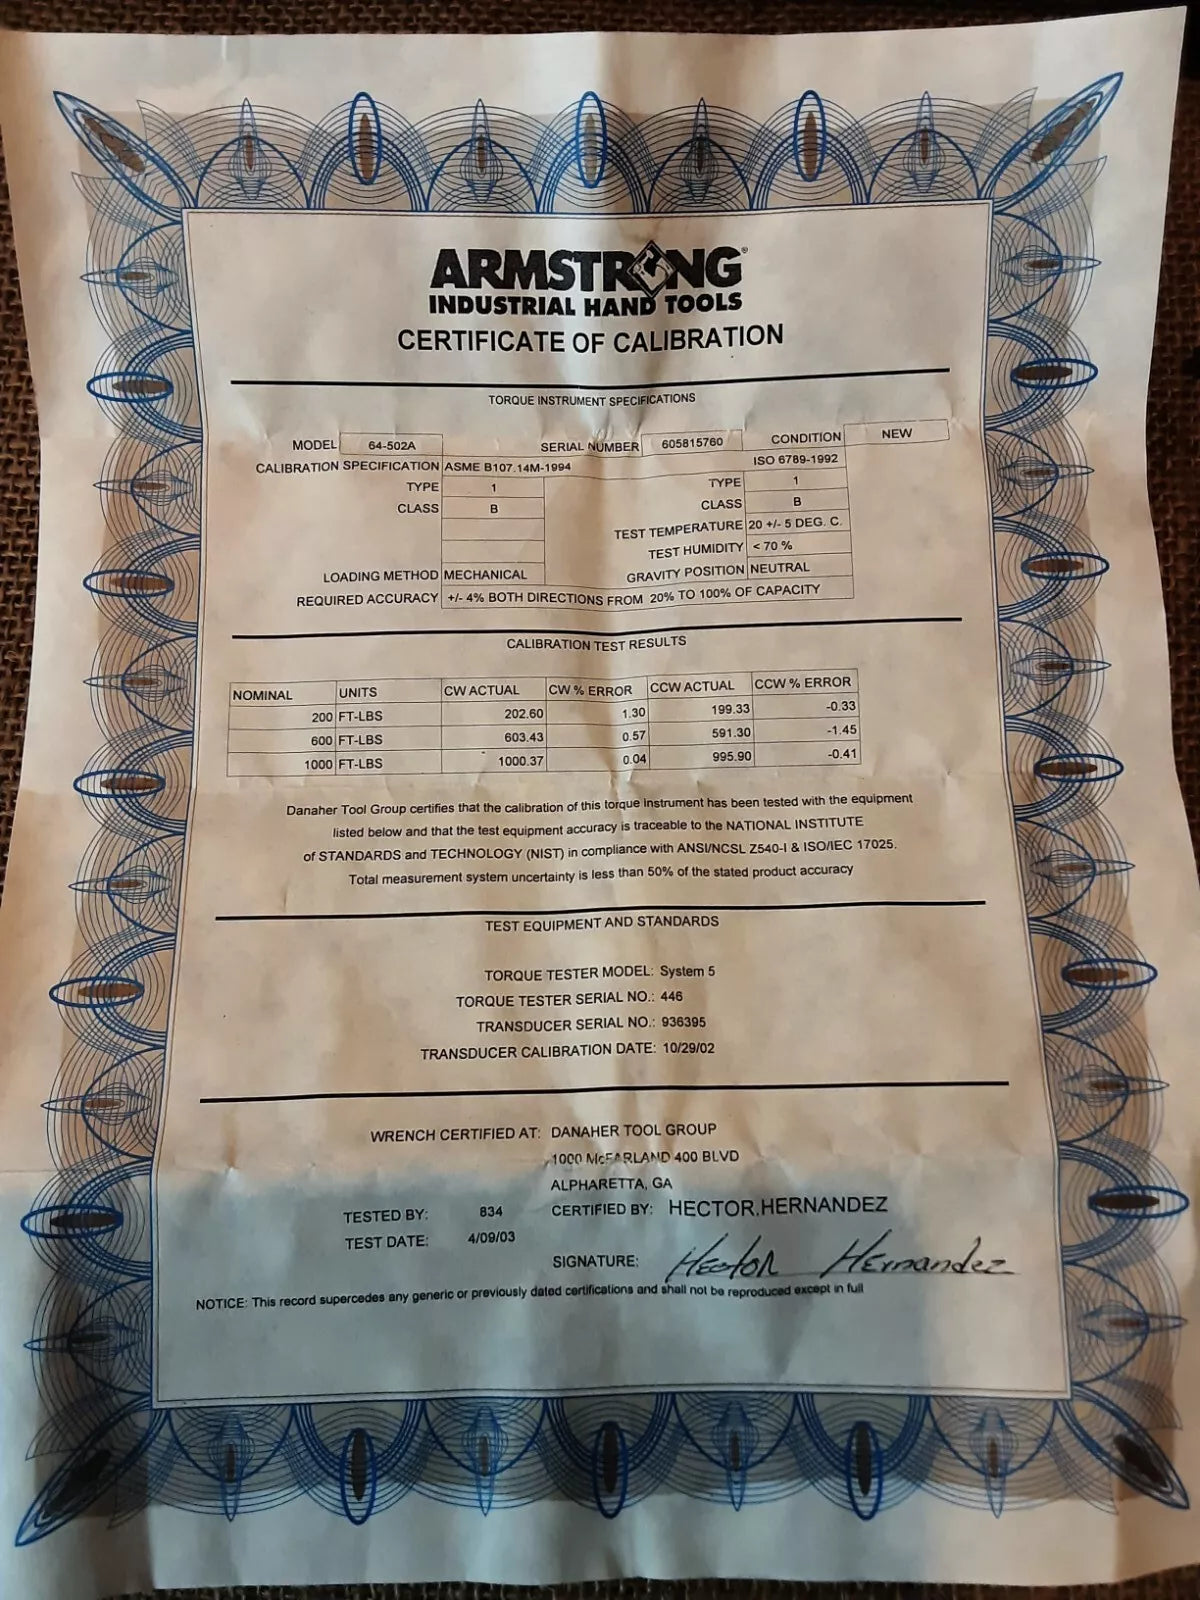 ARMSTRONG®
INDUSTRIAL HAND TOOLS
CERTIFICATE OF CALIBRATION
TORQUE INSTRUMENT SPECIFICATIONS
MODEL 64-502A SERIAL NUMBER 605815760 CONDITION NEW
CALIBRATION SPECIFICATION ASME B107.14M-1994 ISO 6789-1992
TYPE 1 TYPE 1
CLASS B CLASS B
TEST TEMPERATURE 20 +/- 5 DEG. C.
TEST HUMIDITY < 70 %
LOADING METHOD MECHANICAL GRAVITY POSITION NEUTRAL
REQUIRED ACCURACY +/- 4% BOTH DIRECTIONS FROM 20% TO 100% OF CAPACITY
CALIBRATION TEST RESULTS
NOMINAL UNITS CW ACTUAL CW % ERROR CCW ACTUAL CCW % ERROR
200 FT-LBS 202.60 1.30 199.33 -0.33
600 FT-LBS 603.43 0.57 591.30 -1.45
1000 FT-LBS 1000.37 0.04 995.90 -0.41
Danaher Tool Group certifies that the calibration of this torque instrument has been tested with the equipment
listed below and that the test equipment accuracy is traceable to the NATIONAL INSTITUTE
of STANDARDS and TECHNOLOGY (NIST) in compliance with ANSI/NCSL Z540-I & ISO/IEC 17025.
Total measurement system uncertainty is less than 50% of the stated product accuracy
TEST EQUIPMENT AND STANDARDS
TORQUE TESTER MODEL: System 5
TORQUE TESTER SERIAL NO.: 446
TRANSDUCER SERIAL NO.: 936395
TRANSDUCER CALIBRATION DATE: 10/29/02
WRENCH CERTIFIED AT: DANAHER TOOL GROUP
1000 McFARLAND 400 BLVD
ALPHARETTA, GA
TESTED BY: 834 CERTIFIED BY: HECTOR.HERNANDEZ
TEST DATE: 4/09/03
SIGNATURE: Hector Hernandez
NOTICE: This record supercedes any generic or previously dated certifications and shall not be reproduced except in full